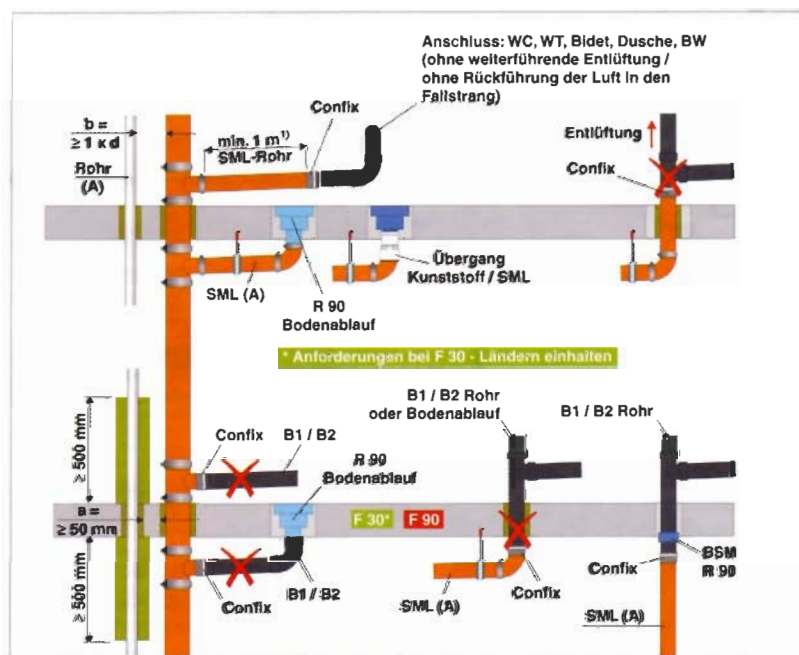 Anschluss: WC, WT, Bidet, Dusche, BW
(ohne weiterführende Entlüftung /
ohne Rückführung der Luft in den
Fallstrang)
Confix
b =
≥ 1 x d
min. 1 m¹⁾
SML-Rohr
Entlüftung
Rohr
(A)
Confix
Übergang
Kunststoff / SML
SML (A)
R 90
Bodenablauf
* Anforderungen bei F 30 - Ländern einhalten
B1 / B2 Rohr
oder Bodenablauf
B1 / B2 Rohr
≥ 500 mm
Confix
B1 / B2
R 90
Bodenablauf
a =
≥ 50 mm
F 30*
F 90
≥ 500 mm
Confix
B1 / B2
SML (A)
Confix
Confix
BSM
R 90
SML (A)